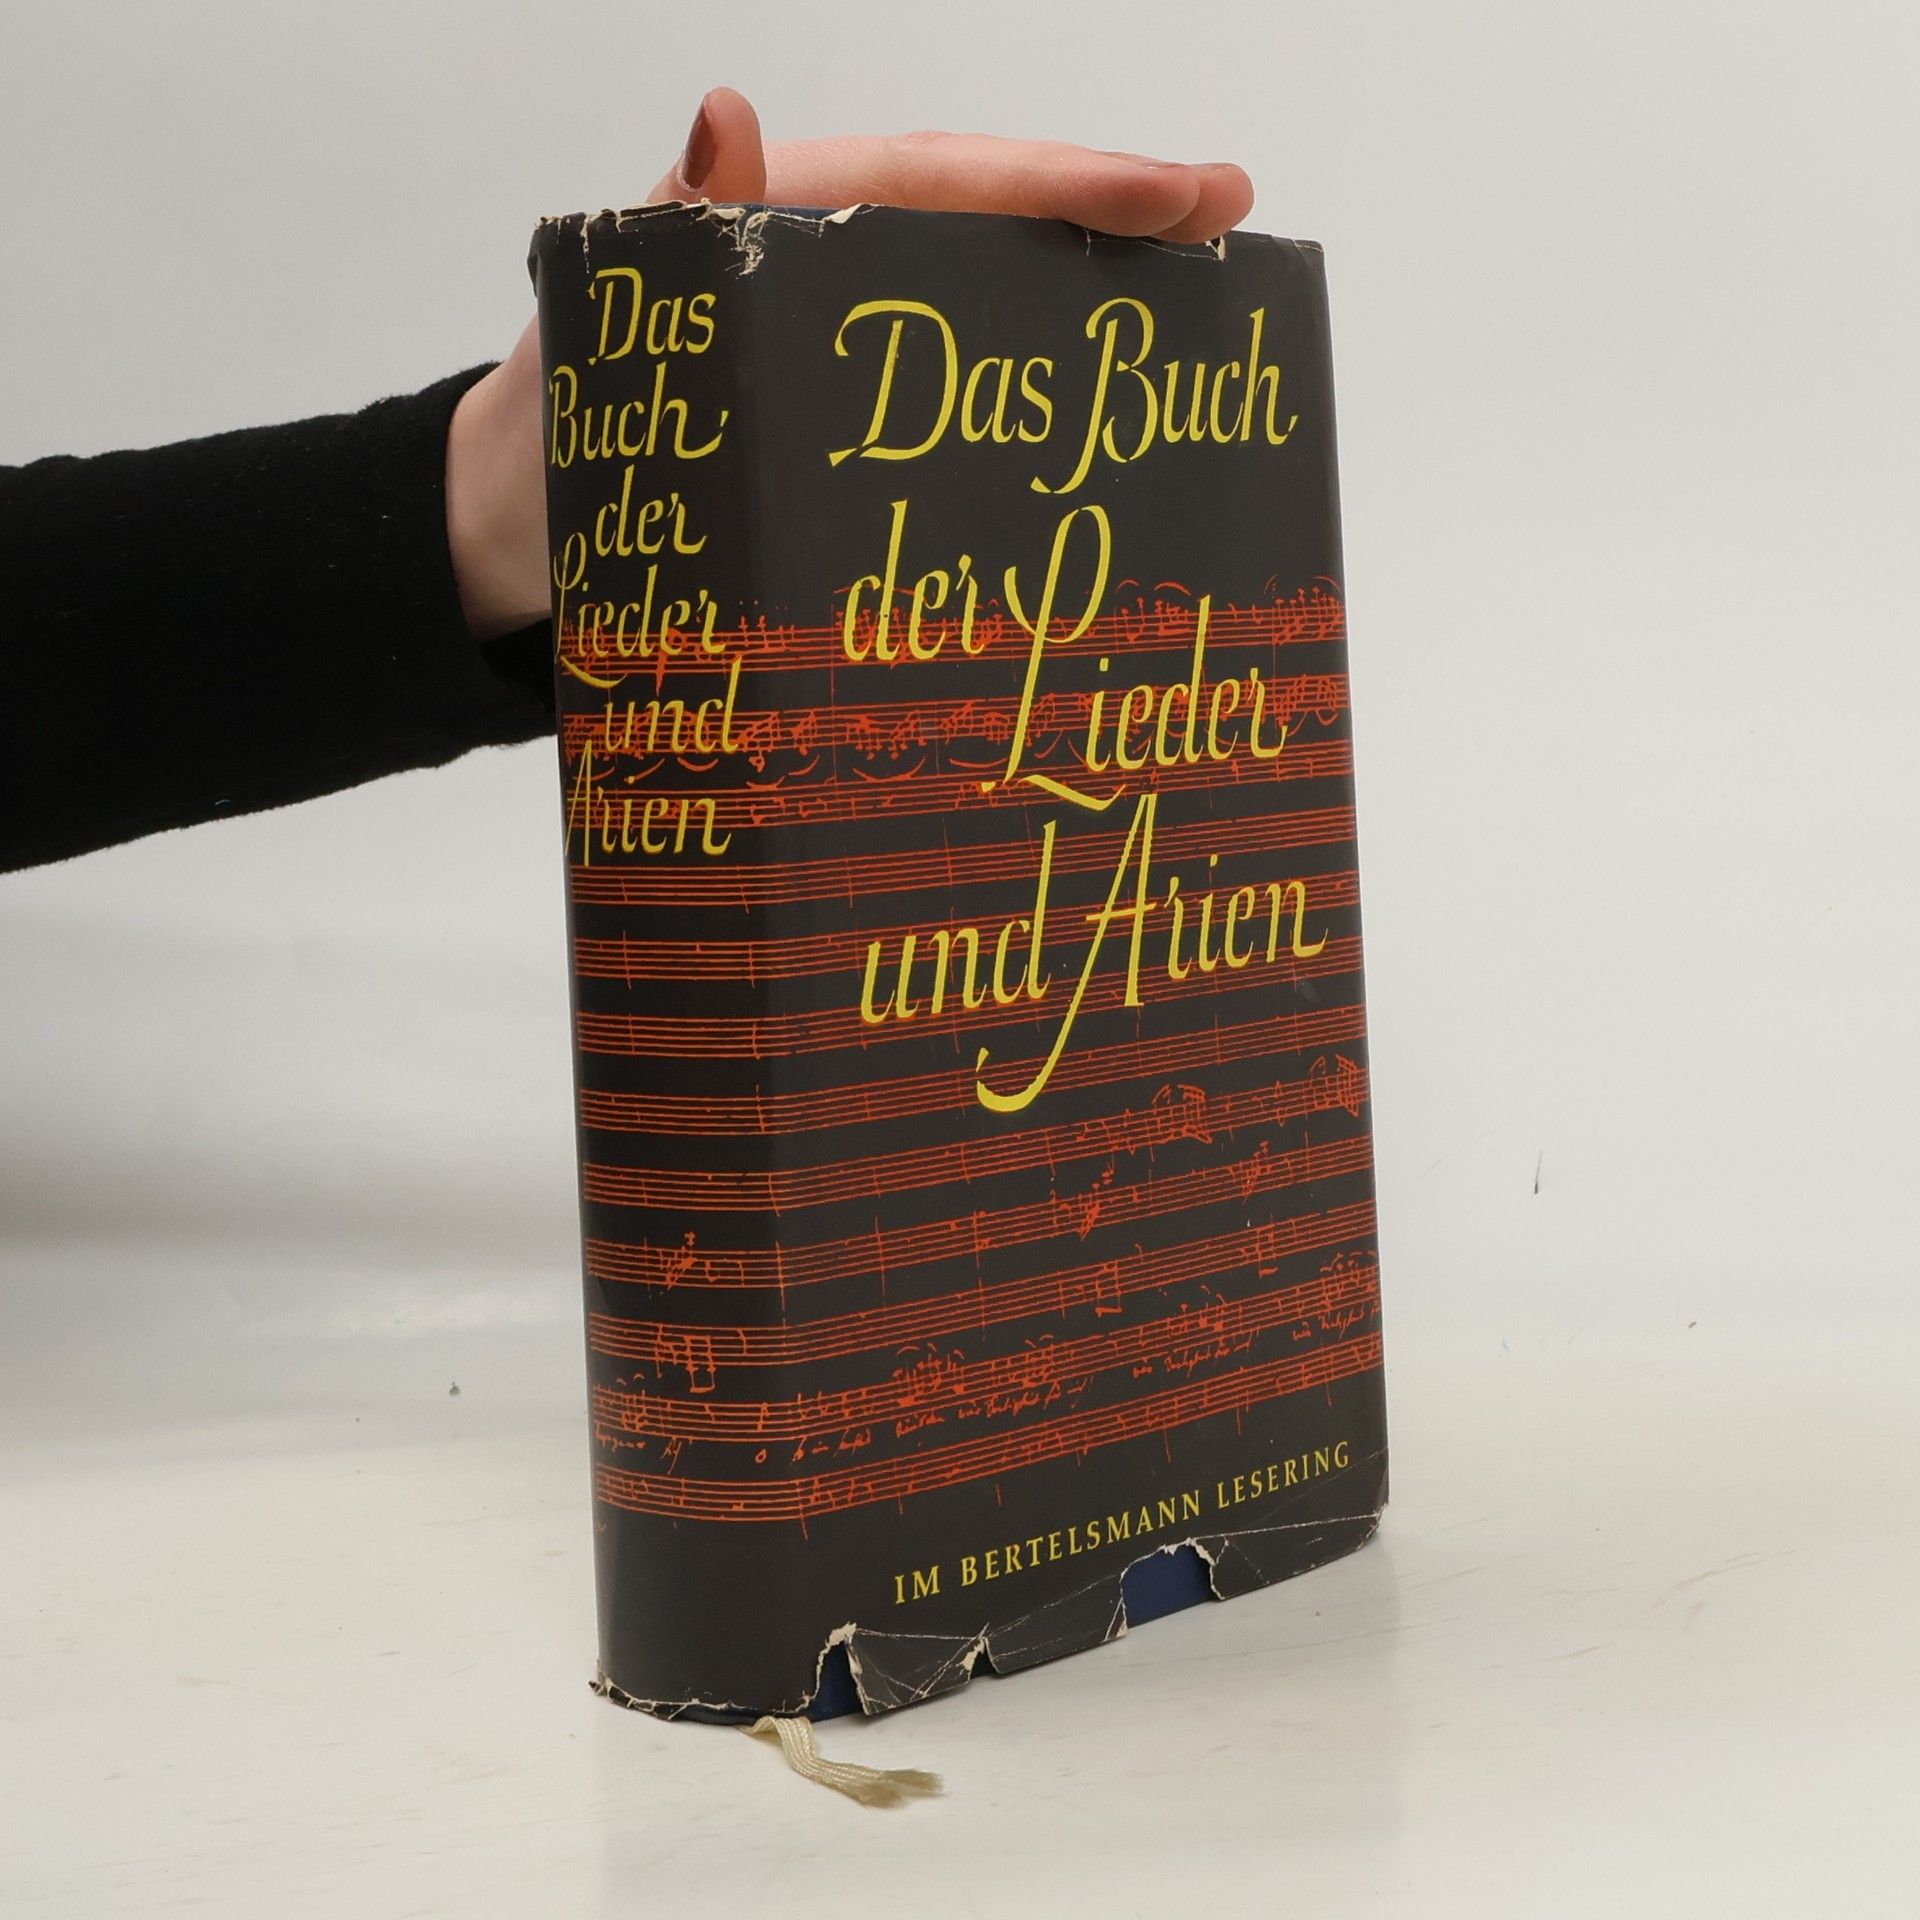 Das
Buch
der
Lieder
und
Arien
Das Buch
der Lieder
und Arien
IM BERTELSMANN LESERING